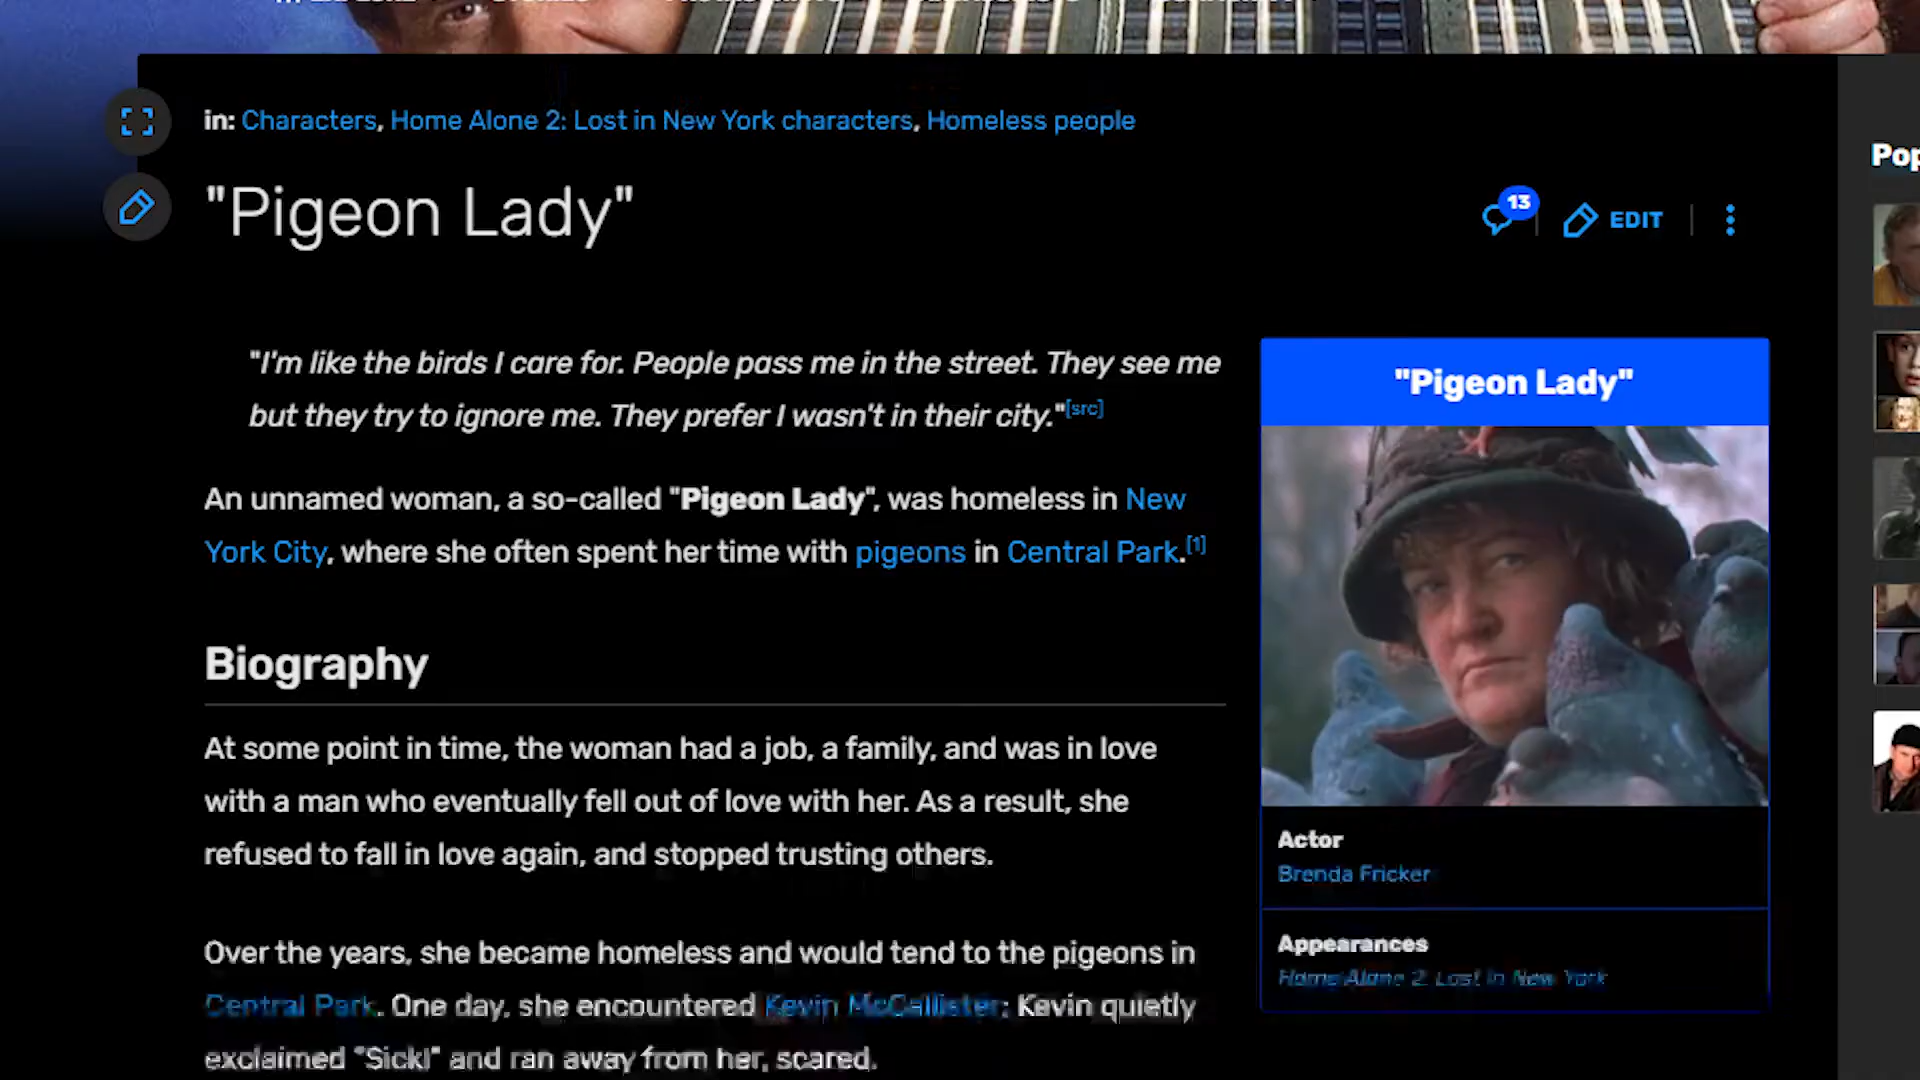 in: Characters, Home Alone 2: Lost in New York characters, Homeless people
"Pigeon Lady"
13
EDIT
"I'm like the birds I care for. People pass me in the street. They see me
but they try to ignore me. They prefer I wasn't in their city."[src]
An unnamed woman, a so-called "Pigeon Lady", was homeless in New
York City, where she often spent her time with pigeons in Central Park.[1]
Biography
At some point in time, the woman had a job, a family, and was in love
with a man who eventually fell out of love with her. As a result, she
refused to fall in love again, and stopped trusting others.
Over the years, she became homeless and would tend to the pigeons in
Central Park. One day, she encountered Kevin McCallister; Kevin quietly
exclaimed "Sick!" and ran away from her, scared.
"Pigeon Lady"
Actor
Brenda Fricker
Appearances
Home Alone 2: Lost in New York
Pop